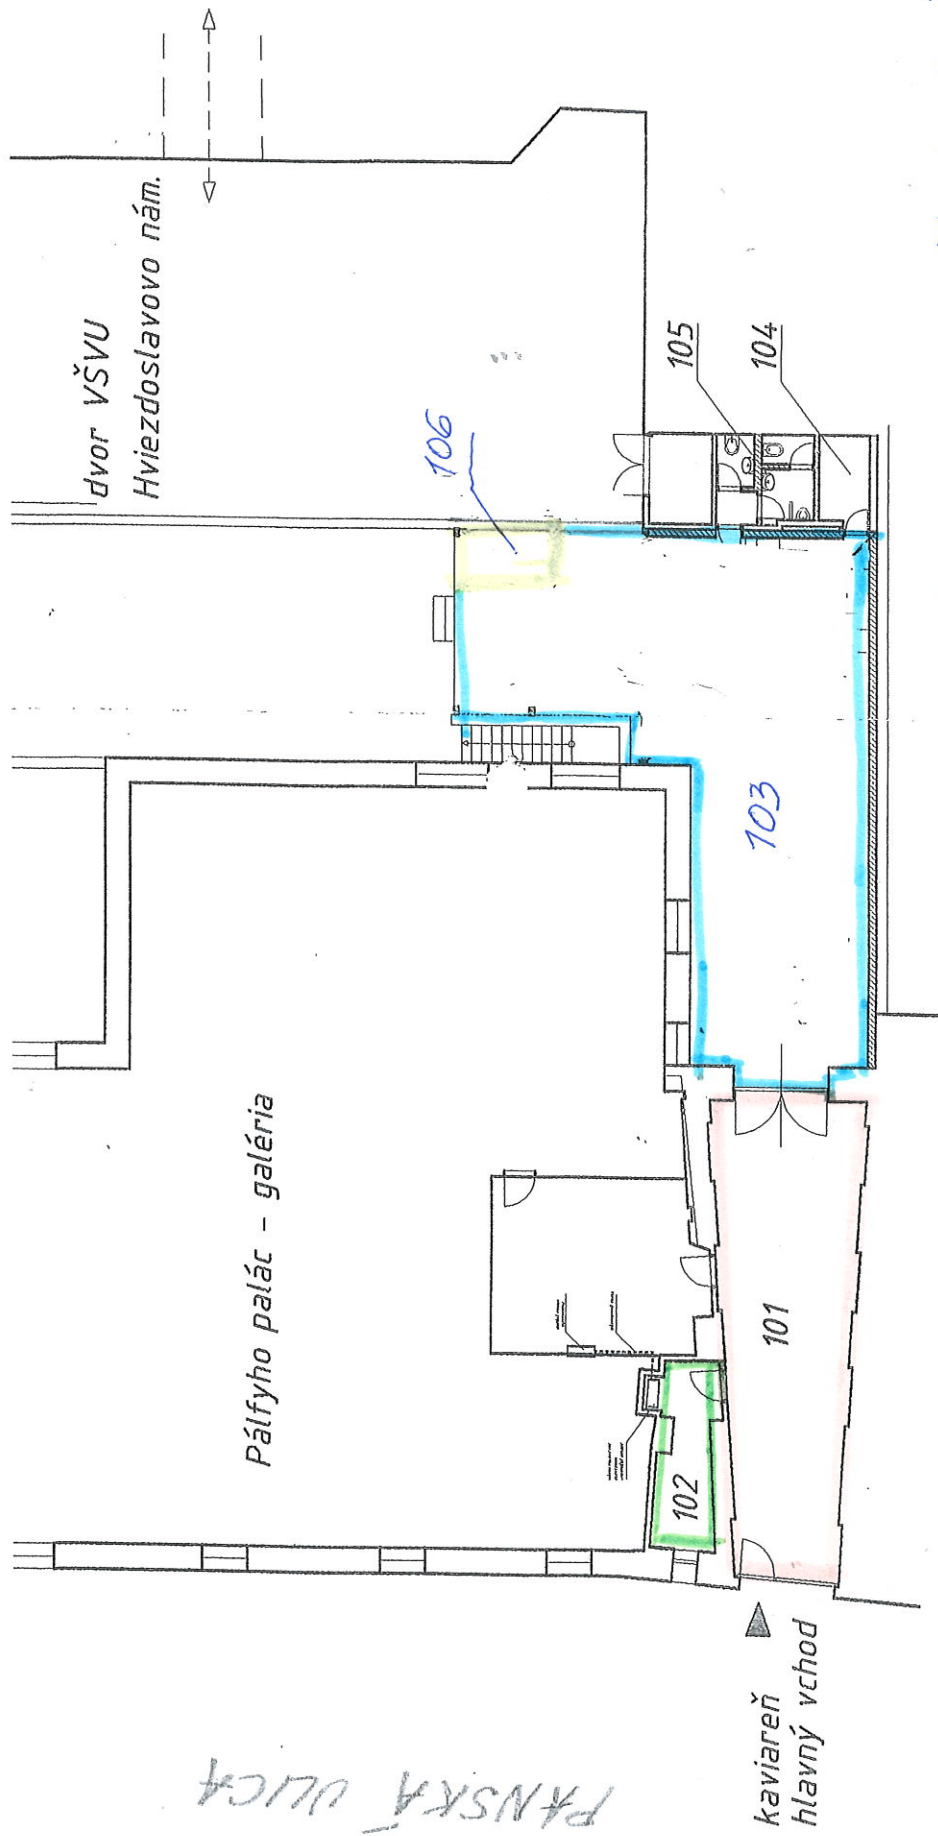 dvor VŠVU
Hviezdoslavovo nám.
106
105
104
103
Pálfyho palác - galéria
101
102
kaviareň
hlavný vchod
PANSKÁ ULICA